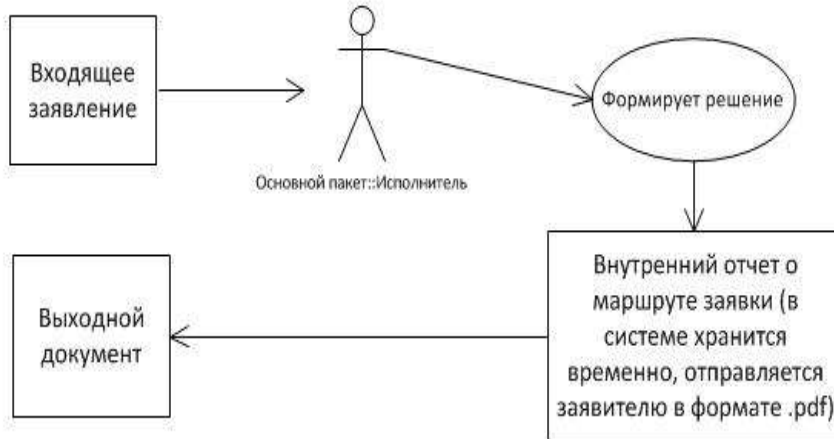 Входящее
заявление
Основной пакет::Исполнитель
Формирует решение
Внутренний отчет о
маршруте заявки (в
системе хранится
временно, отправляется
заявителю в формате .pdf)
Выходной
документ